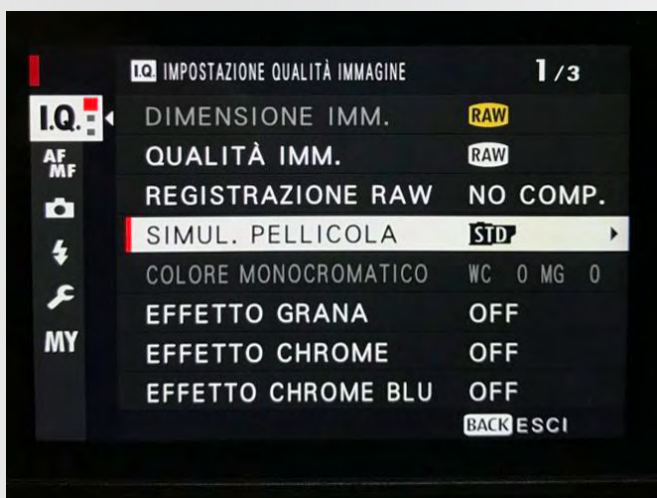 I.Q. IMPOSTAZIONE QUALITÀ IMMAGINE 1/3
I.Q.
DIMENSIONE IMM. RAW
AF MF
QUALITÀ IMM. RAW
REGISTRAZIONE RAW NO COMP.
SIMUL. PELLICOLA STD
COLORE MONOCROMATICO WC 0 MG 0
EFFETTO GRANA OFF
MY
EFFETTO CHROME OFF
EFFETTO CHROME BLU OFF
BACK ESCI